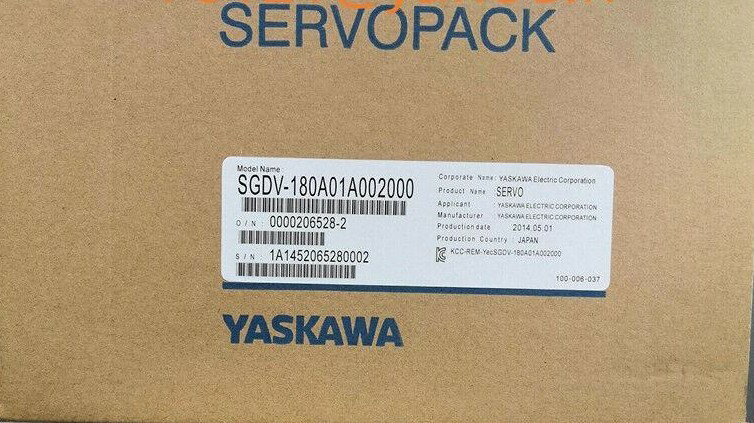 SERVOPACK
Model Name
SGDV-180A01A002000
O/N: 0000206528-2
S/N: 1A1452065280002
Corporate Name: YASKAWA Electric Corporation
Product Name: SERVO
Applicant : YASKAWA ELECTRIC CORPORATION
Manufacturer : YASKAWA ELECTRIC CORPORATION
Production date : 2014.05.01
Production Country : JAPAN
KCC-REM-YecSGDV-180A01A002000
100-006-037
YASKAWA